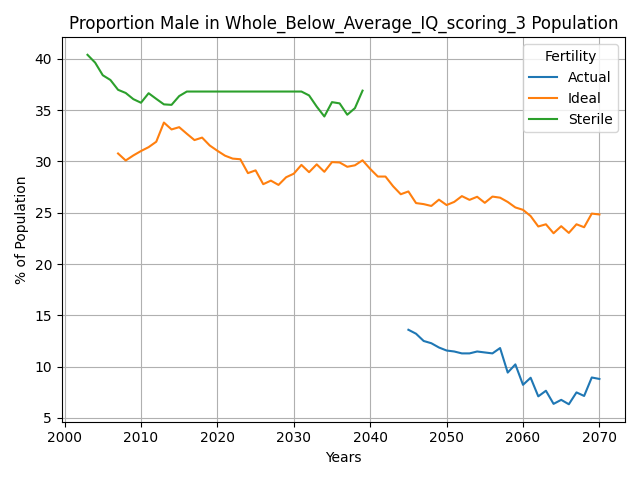 Proportion Male in Whole_Below_Average_IQ_scoring_3 Population
Fertility
Actual
Ideal
Sterile
% of Population
40
35
30
25
20
15
10
5
2000 2010 2020 2030 2040 2050 2060 2070
Years